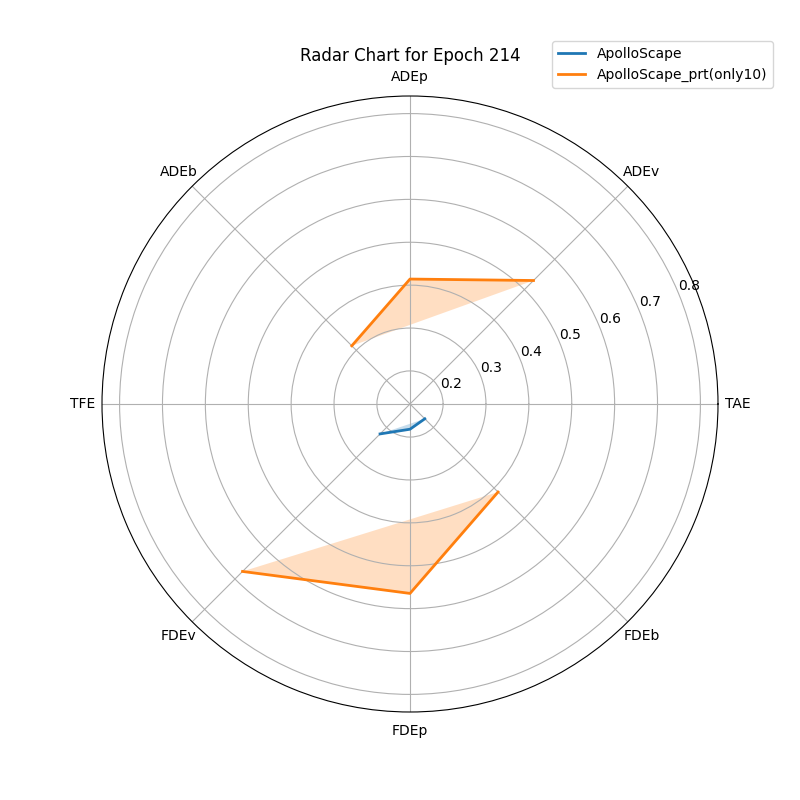 Radar Chart for Epoch 214
ApolloScape
ApolloScape_prt(only10)
ADEp
ADEb
ADEv
0.8
0.7
0.6
0.5
0.4
0.3
0.2
TFE
TAE
FDEv
FDEb
FDEp